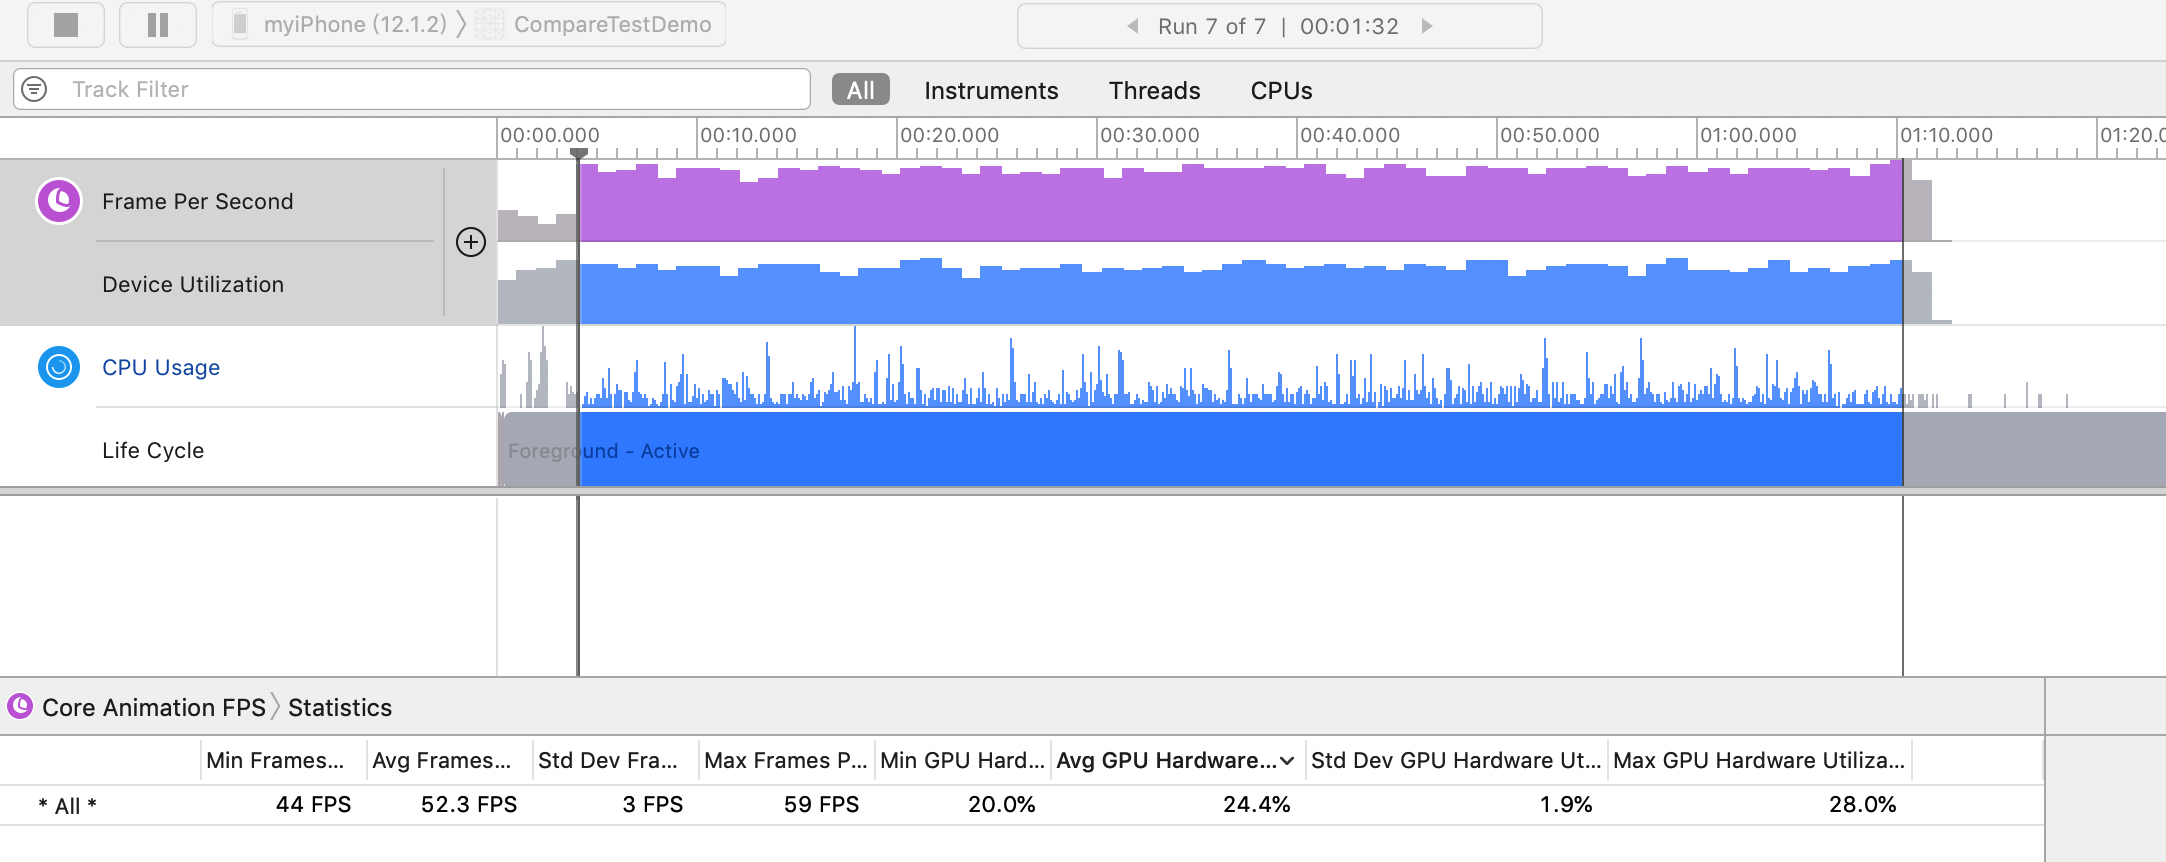 myiPhone (12.1.2) CompareTestDemo
Run 7 of 7 | 00:01:32
Track Filter
All Instruments Threads CPUs
00:00.000 00:10.000 00:20.000 00:30.000 00:40.000 00:50.000 01:00.000 01:10.000 01:20.0
Frame Per Second
Device Utilization
CPU Usage
Life Cycle
Foreground - Active
Core Animation FPS Statistics
Min Frames... Avg Frames... Std Dev Fra... Max Frames P... Min GPU Hard... Avg GPU Hardware... Std Dev GPU Hardware Ut... Max GPU Hardware Utiliza...
* All * 44 FPS 52.3 FPS 3 FPS 59 FPS 20.0% 24.4% 1.9% 28.0%